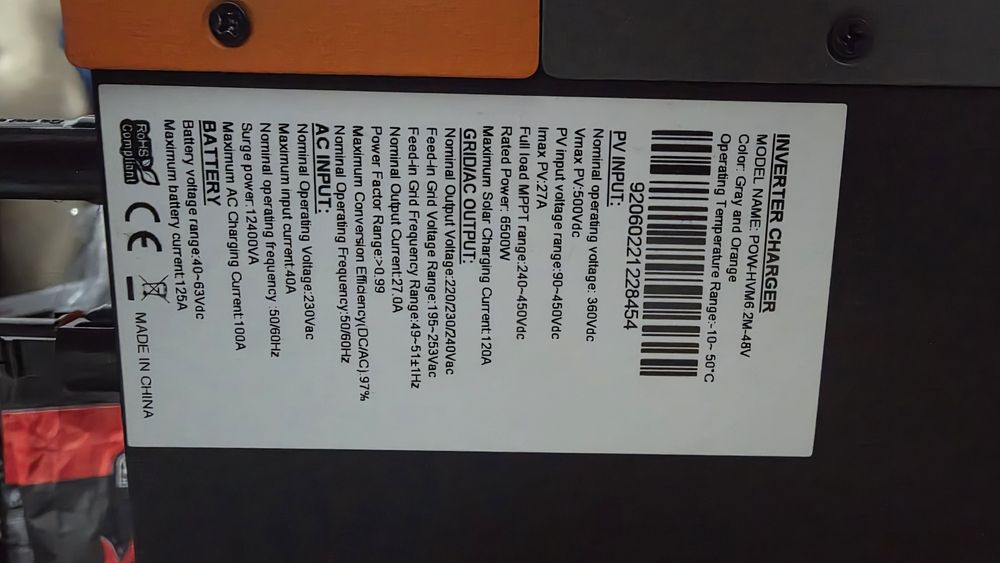 INVERTER CHARGER
MODEL NAME: POW-HVM6.2M-48V
Color: Gray and Orange
Operating Temperature Range:-10~ 50°C
92060221228454
PV INPUT:
Nominal operating voltage: 360Vdc
Vmax PV:500Vdc
PV input voltage range:90~450Vdc
Imax PV:27A
Full load MPPT range:240~450Vdc
Rated Power: 6500W
Maximum Solar Charging Current:120A
GRID/AC OUTPUT:
Nominal Output Voltage:220/230/240Vac
Feed-in Grid Voltage Range:195~253Vac
Feed-in Grid Frequency Range:49~51±1Hz
Nominal Output Current:27.0A
Power Factor Range:>0.99
Maximum Conversion Efficiency(DC/AC):97%
Nominal Operating Frequency:50/60Hz
AC INPUT:
Nominal Operating Voltage:230Vac
Maximum input current:40A
Nominal operating frequency :50/60Hz
Surge power:12400VA
Maximum AC Charging Current:100A
BATTERY
Battery voltage range:40~63Vdc
Maximum battery current:125A
RoHS
Compliant
CE
MADE IN CHINA